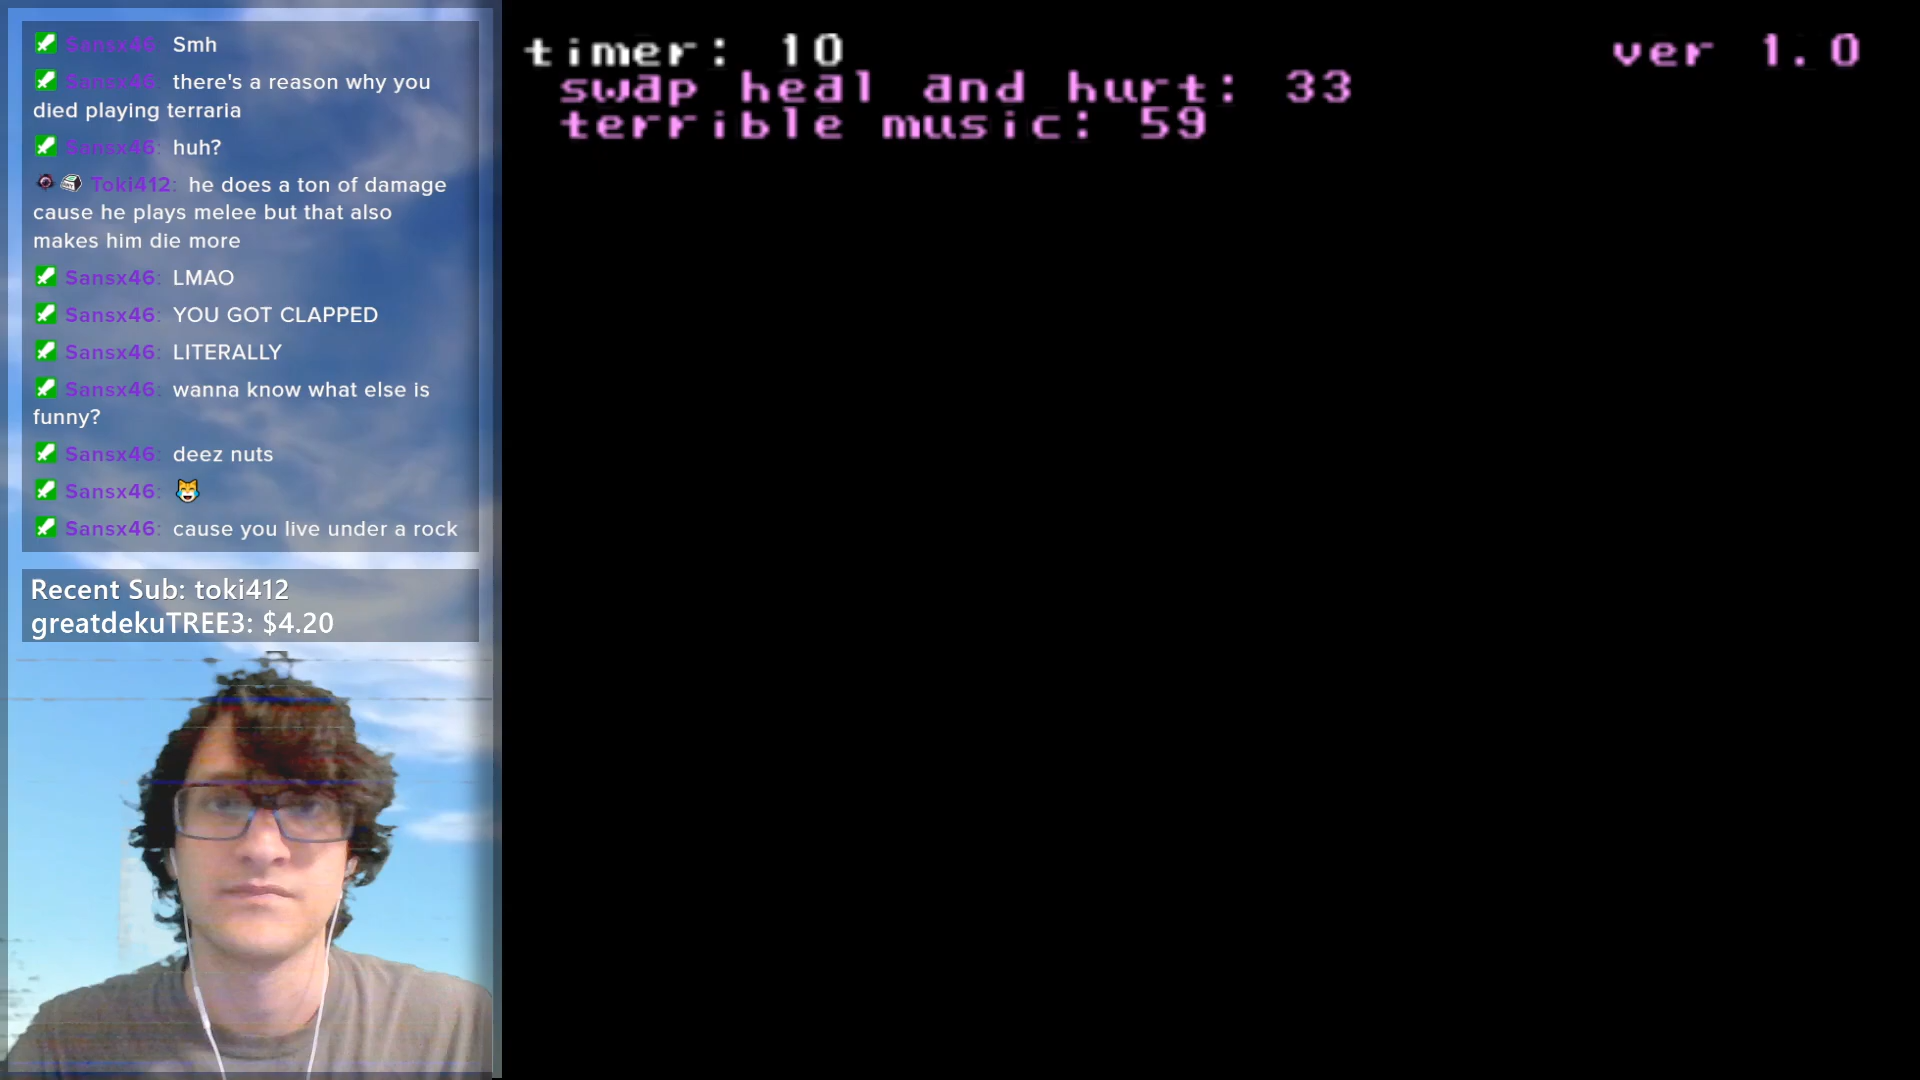 Sansx46: Smh
Sansx46: there's a reason why you
died playing terraria
Sansx46: huh?
Toki412: he does a ton of damage
cause he plays melee but that also
makes him die more
Sansx46: LMAO
Sansx46: YOU GOT CLAPPED
Sansx46: LITERALLY
Sansx46: wanna know what else is
funny?
Sansx46: deez nuts
Sansx46:
Sansx46: cause you live under a rock
Recent Sub: toki412
greatdekuTREE3: $4.20
timer: 10
ver 1.0
swap heal and hurt: 33
terrible music: 59